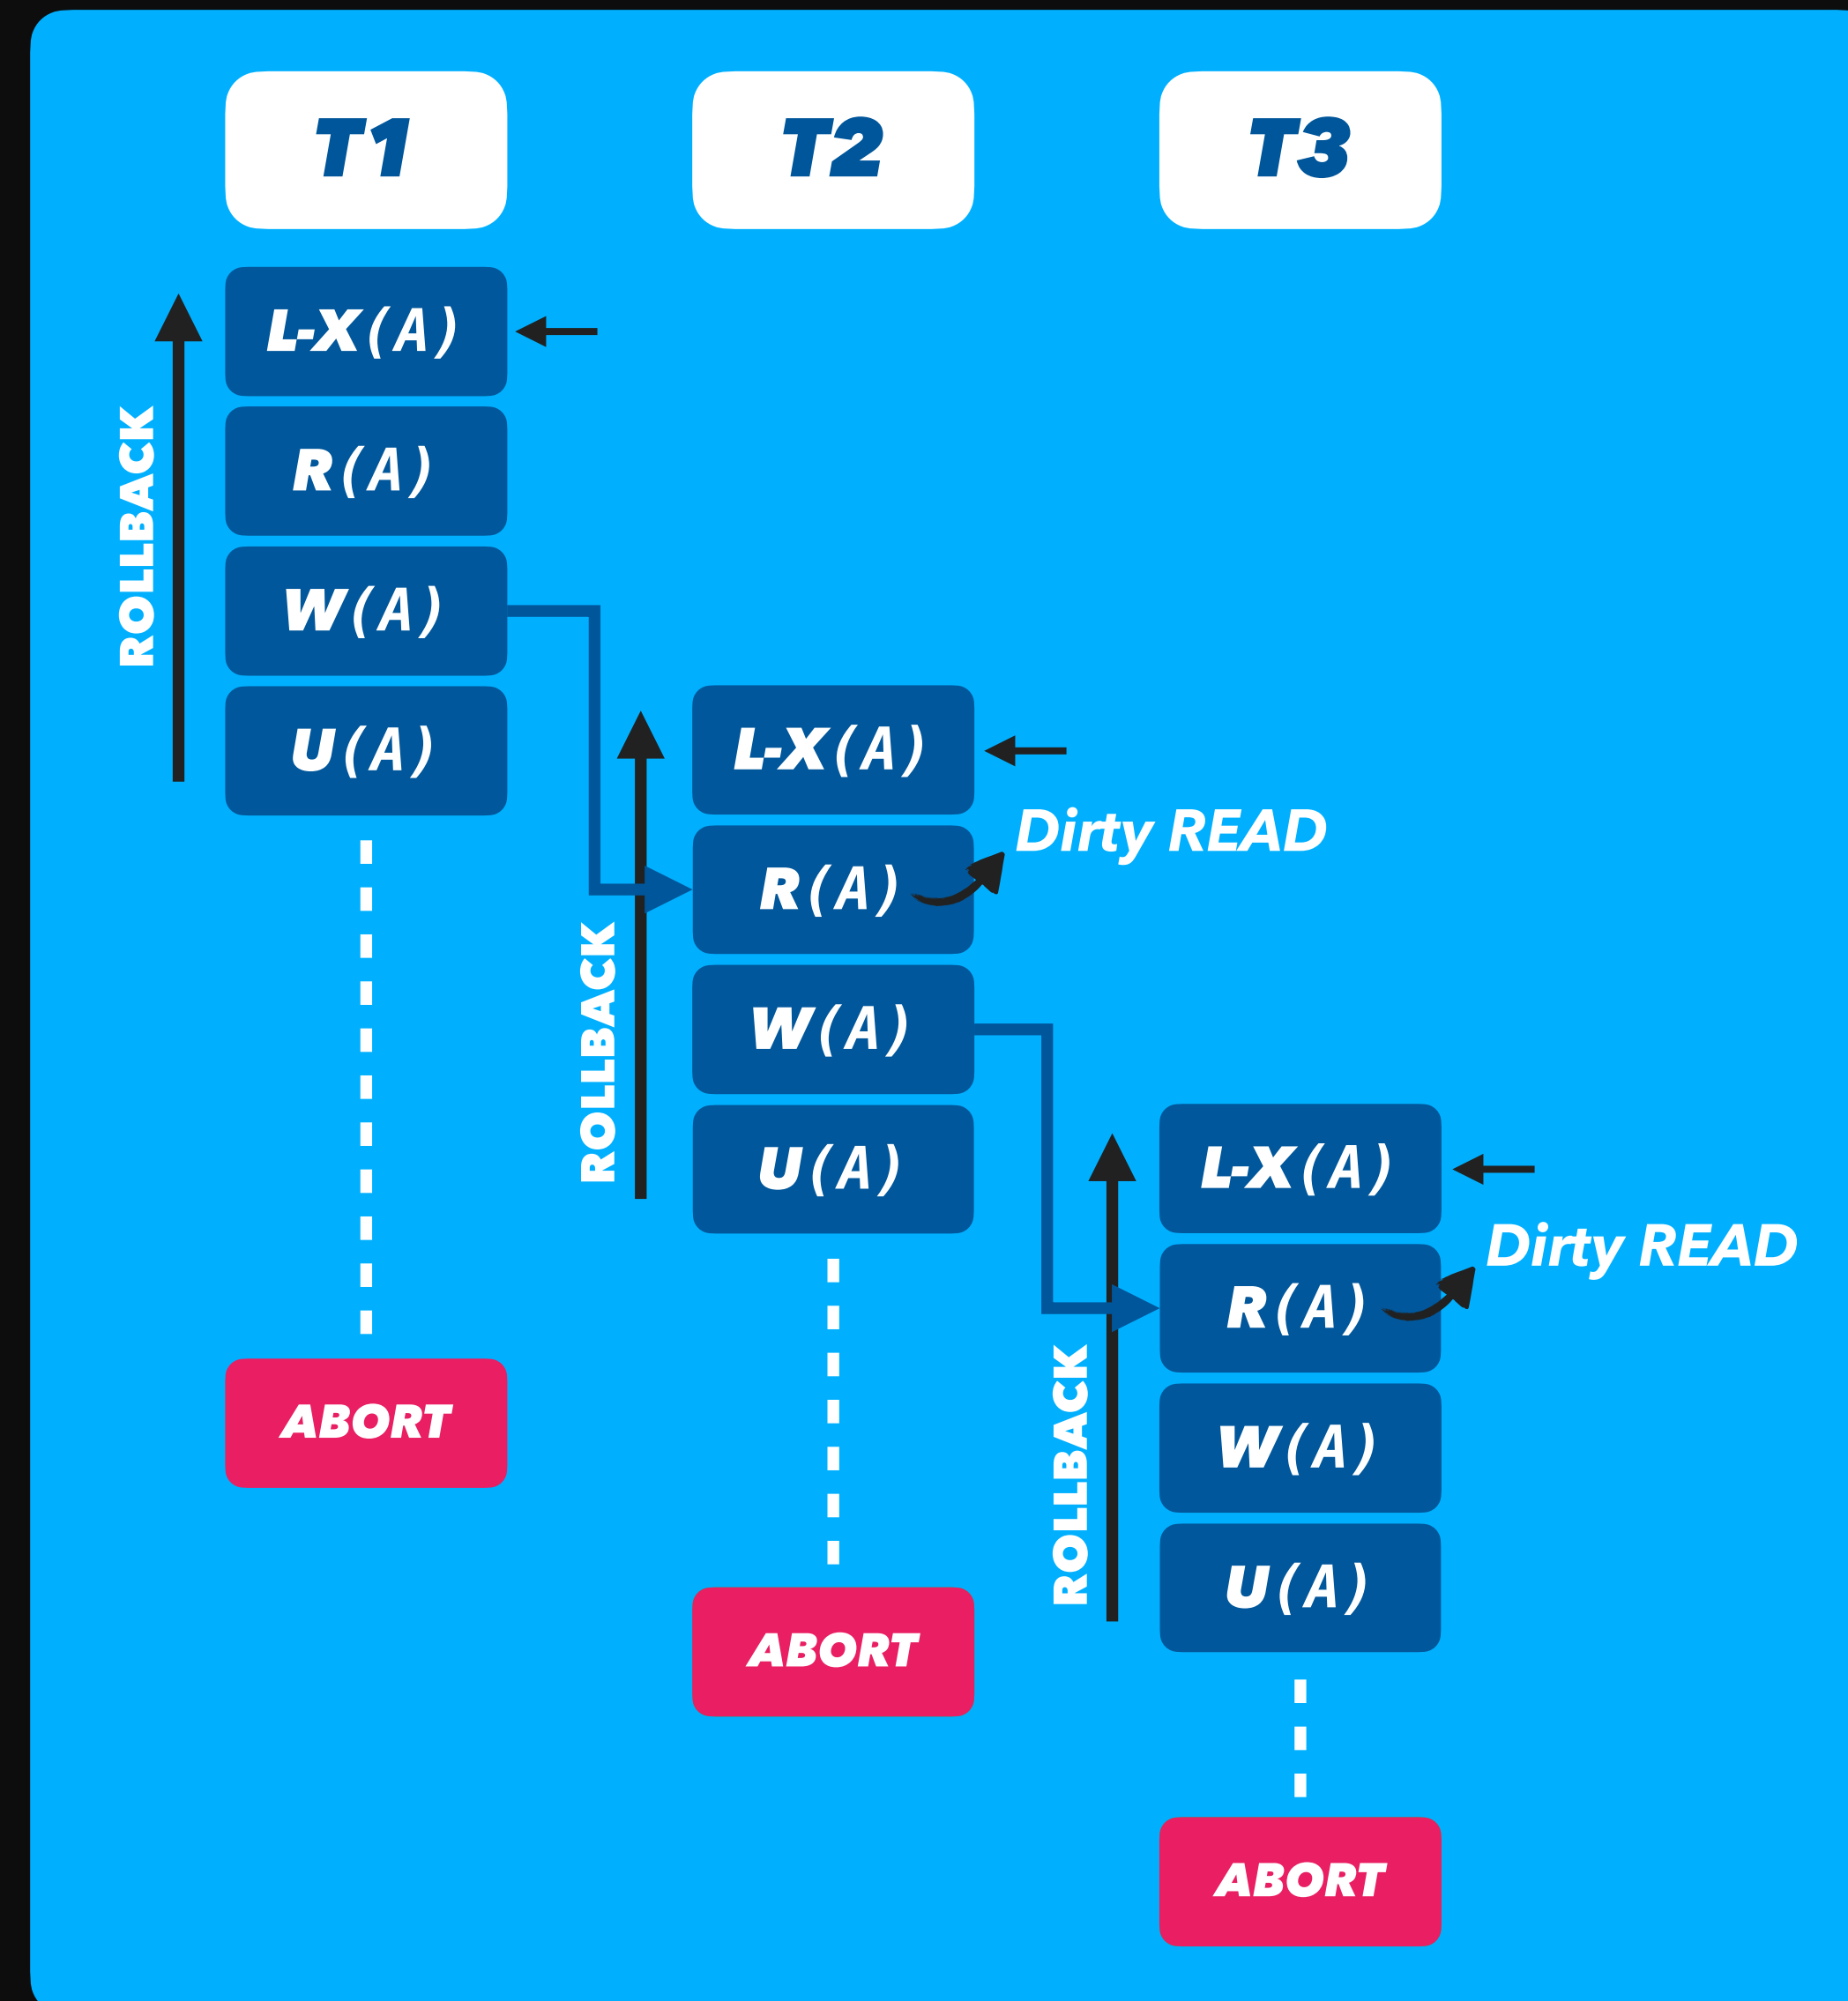 T1
T2
T3
ROLLBACK
L-X(A)
R(A)
W(A)
U(A)
ABORT
ROLLBACK
L-X(A)
R(A)
Dirty READ
W(A)
U(A)
ABORT
ROLLBACK
L-X(A)
R(A)
Dirty READ
W(A)
U(A)
ABORT